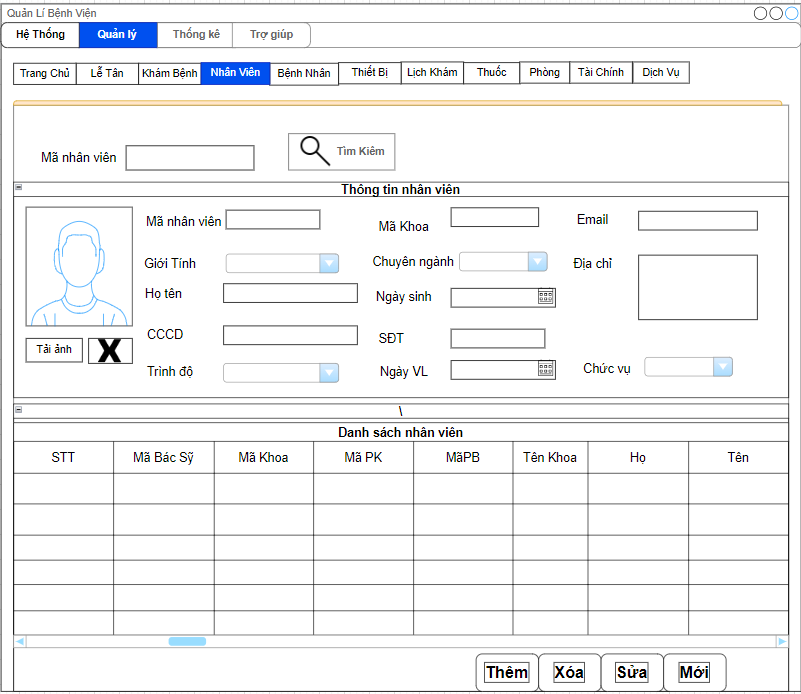 Quản Lí Bệnh Viện
Hệ Thống Quản lý Thống kê Trợ giúp
Trang Chủ Lễ Tân Khám Bệnh Nhân Viên Bệnh Nhân Thiết Bị Lịch Khám Thuốc Phòng Tài Chính Dịch Vụ
Mã nhân viên Tìm Kiêm
Thông tin nhân viên
Mã nhân viên Mã Khoa Email
Giới Tính Chuyên ngành Địa chỉ
Họ tên Ngày sinh
CCCD SĐT
Tải ảnh X
Trình độ Ngày VL Chức vụ
\
Danh sách nhân viên
STT Mã Bác Sỹ Mã Khoa Mã PK MãPB Tên Khoa Họ Tên
Thêm Xóa Sửa Mới